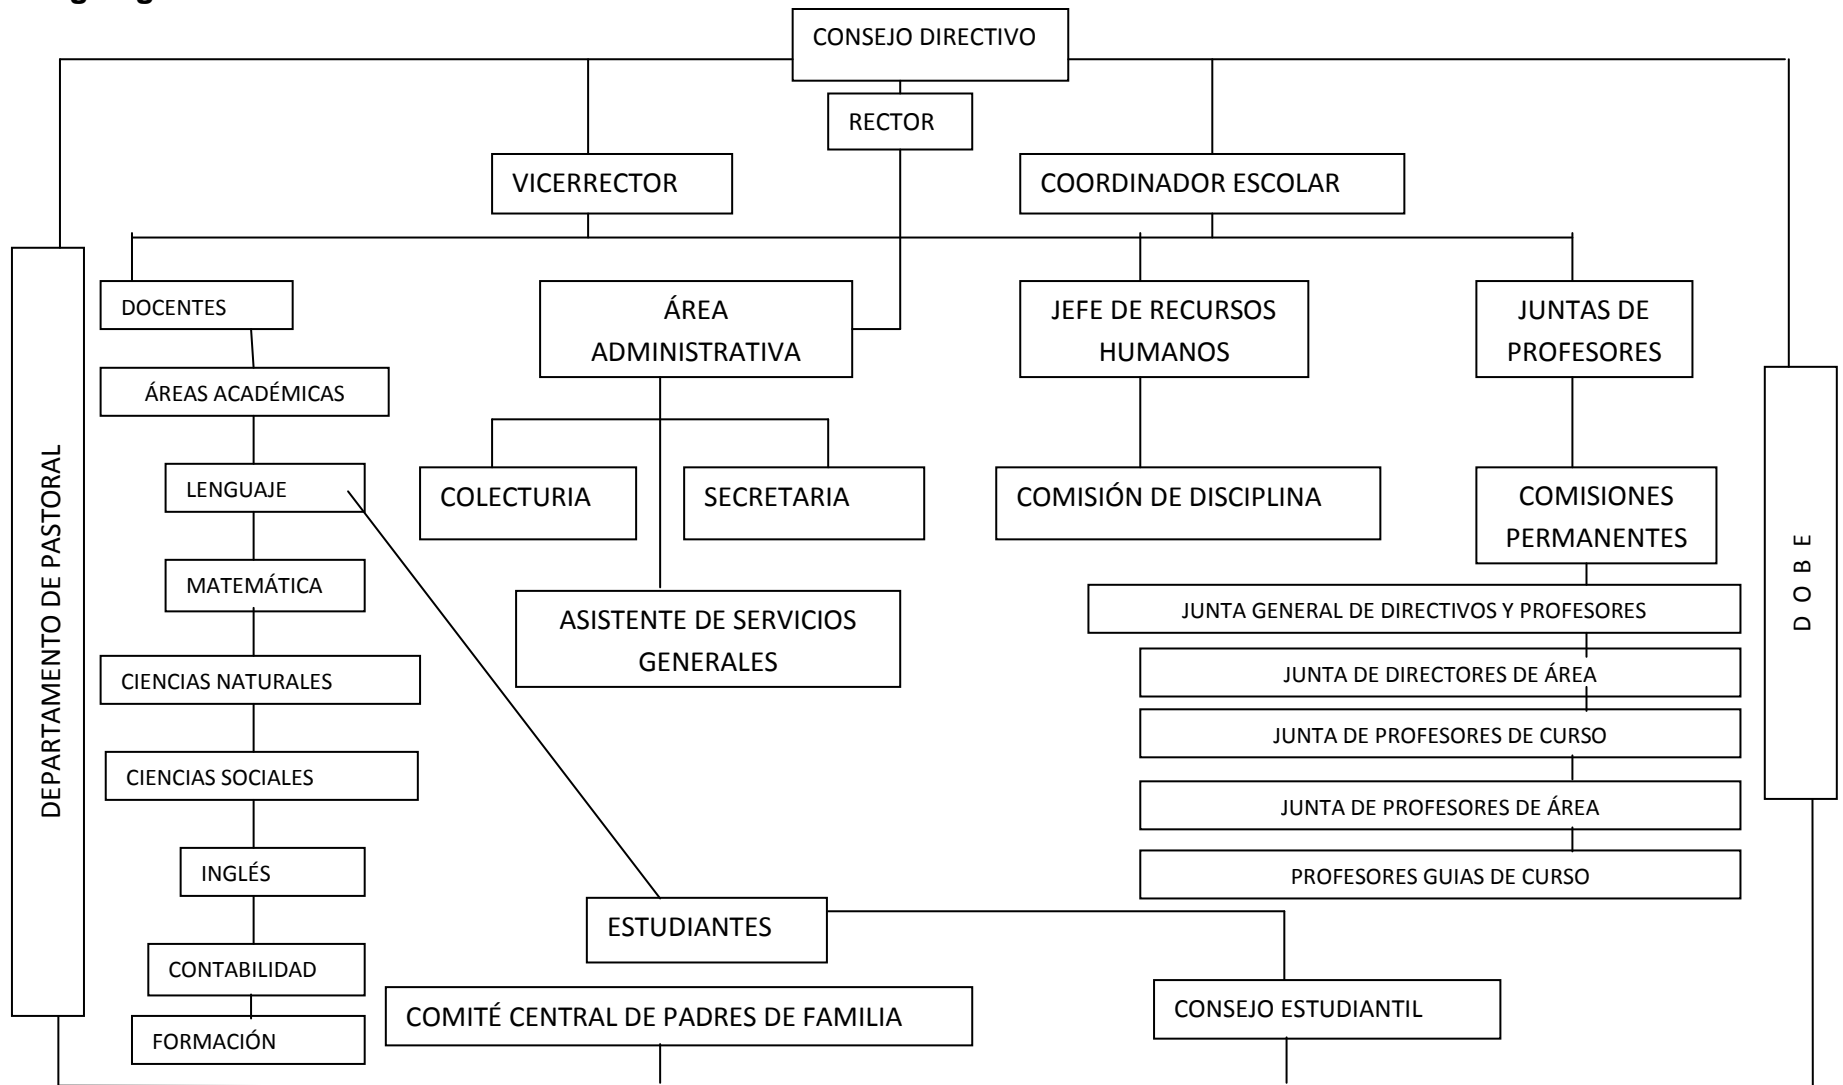 CONSEJO DIRECTIVO
RECTOR
VICERRECTOR
COORDINADOR ESCOLAR
DEPARTAMENTO DE PASTORAL
DOCENTES
ÁREA
ADMINISTRATIVA
JEFE DE RECURSOS
HUMANOS
JUNTAS DE
PROFESORES
D O B E
ÁREAS ACADÉMICAS
LENGUAJE
COLECTURIA
SECRETARIA
COMISIÓN DE DISCIPLINA
COMISIONES
PERMANENTES
MATEMÁTICA
ASISTENTE DE SERVICIOS
GENERALES
JUNTA GENERAL DE DIRECTIVOS Y PROFESORES
CIENCIAS NATURALES
JUNTA DE DIRECTORES DE ÁREA
JUNTA DE PROFESORES DE CURSO
CIENCIAS SOCIALES
JUNTA DE PROFESORES DE ÁREA
INGLÉS
PROFESORES GUIAS DE CURSO
ESTUDIANTES
CONTABILIDAD
COMITÉ CENTRAL DE PADRES DE FAMILIA
CONSEJO ESTUDIANTIL
FORMACIÓN